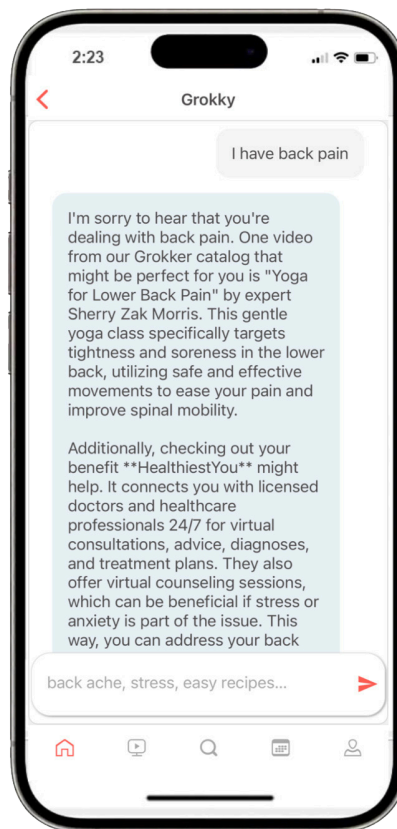 2:23
Grokky
I have back pain
I'm sorry to hear that you're
dealing with back pain. One video
from our Grokker catalog that
might be perfect for you is "Yoga
for Lower Back Pain" by expert
Sherry Zak Morris. This gentle
yoga class specifically targets
tightness and soreness in the lower
back, utilizing safe and effective
movements to ease your pain and
improve spinal mobility.
Additionally, checking out your
benefit **HealthiestYou** might
help. It connects you with licensed
doctors and healthcare
professionals 24/7 for virtual
consultations, advice, diagnoses,
and treatment plans. They also
offer virtual counseling sessions,
which can be beneficial if stress or
anxiety is part of the issue. This
way, you can address your back
back ache, stress, easy recipes...